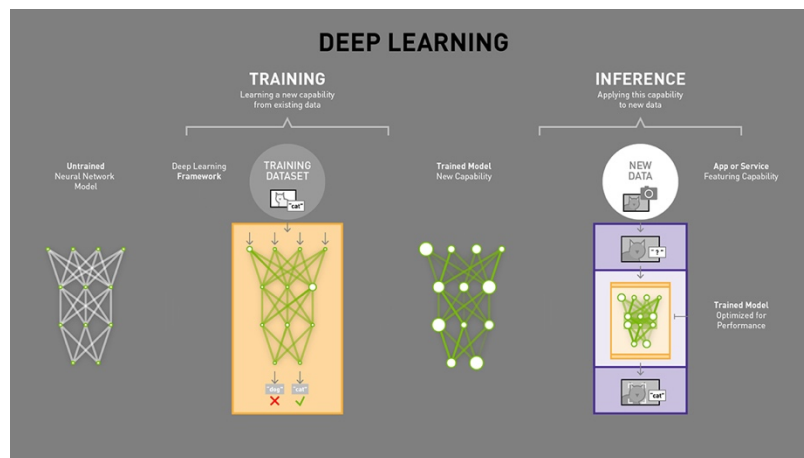 DEEP LEARNING
TRAINING
Learning a new capability
from existing data
INFERENCE
Applying this capability
to new data
Untrained
Neural Network
Model
Deep Learning
Framework
TRAINING
DATASET
"cat"
Trained Model
New Capability
NEW
DATA
App or Service
Featuring Capability
"?"
Trained Model
Optimized for
Performance
"dog"
"cat"
"cat"